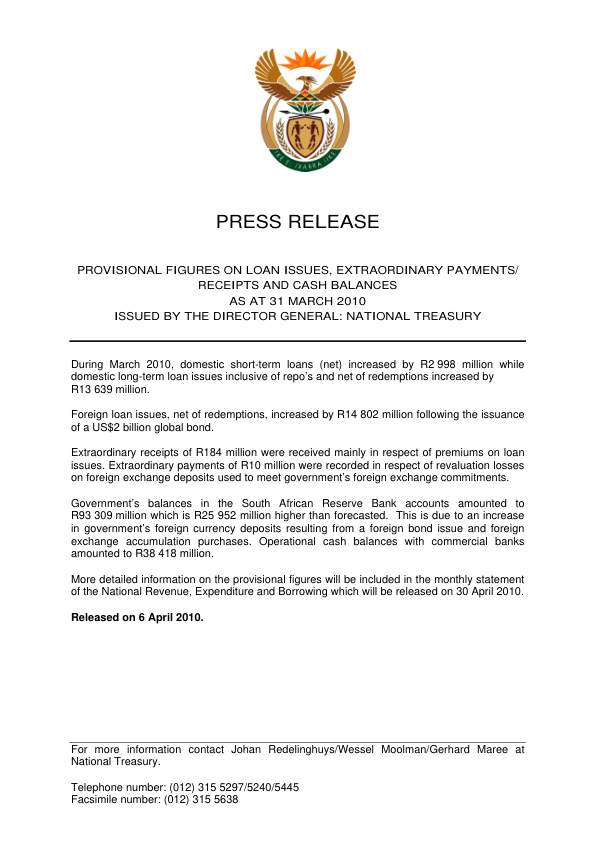 !KE E: /XARRA //KE
PRESS RELEASE
PROVISIONAL FIGURES ON LOAN ISSUES, EXTRAORDINARY PAYMENTS/
RECEIPTS AND CASH BALANCES
AS AT 31 MARCH 2010
ISSUED BY THE DIRECTOR GENERAL: NATIONAL TREASURY
During March 2010, domestic short-term loans (net) increased by R2 998 million while
domestic long-term loan issues inclusive of repo's and net of redemptions increased by
R13 639 million.
Foreign loan issues, net of redemptions, increased by R14 802 million following the issuance
of a US$2 billion global bond.
Extraordinary receipts of R184 million were received mainly in respect of premiums on loan
issues. Extraordinary payments of R10 million were recorded in respect of revaluation losses
on foreign exchange deposits used to meet government's foreign exchange commitments.
Government's balances in the South African Reserve Bank accounts amounted to
R93 309 million which is R25 952 million higher than forecasted. This is due to an increase
in government's foreign currency deposits resulting from a foreign bond issue and foreign
exchange accumulation purchases. Operational cash balances with commercial banks
amounted to R38 418 million.
More detailed information on the provisional figures will be included in the monthly statement
of the National Revenue, Expenditure and Borrowing which will be released on 30 April 2010.
Released on 6 April 2010.
For more information contact Johan Redelinghuys/Wessel Moolman/Gerhard Maree at
National Treasury.
Telephone number: (012) 315 5297/5240/5445
Facsimile number: (012) 315 5638